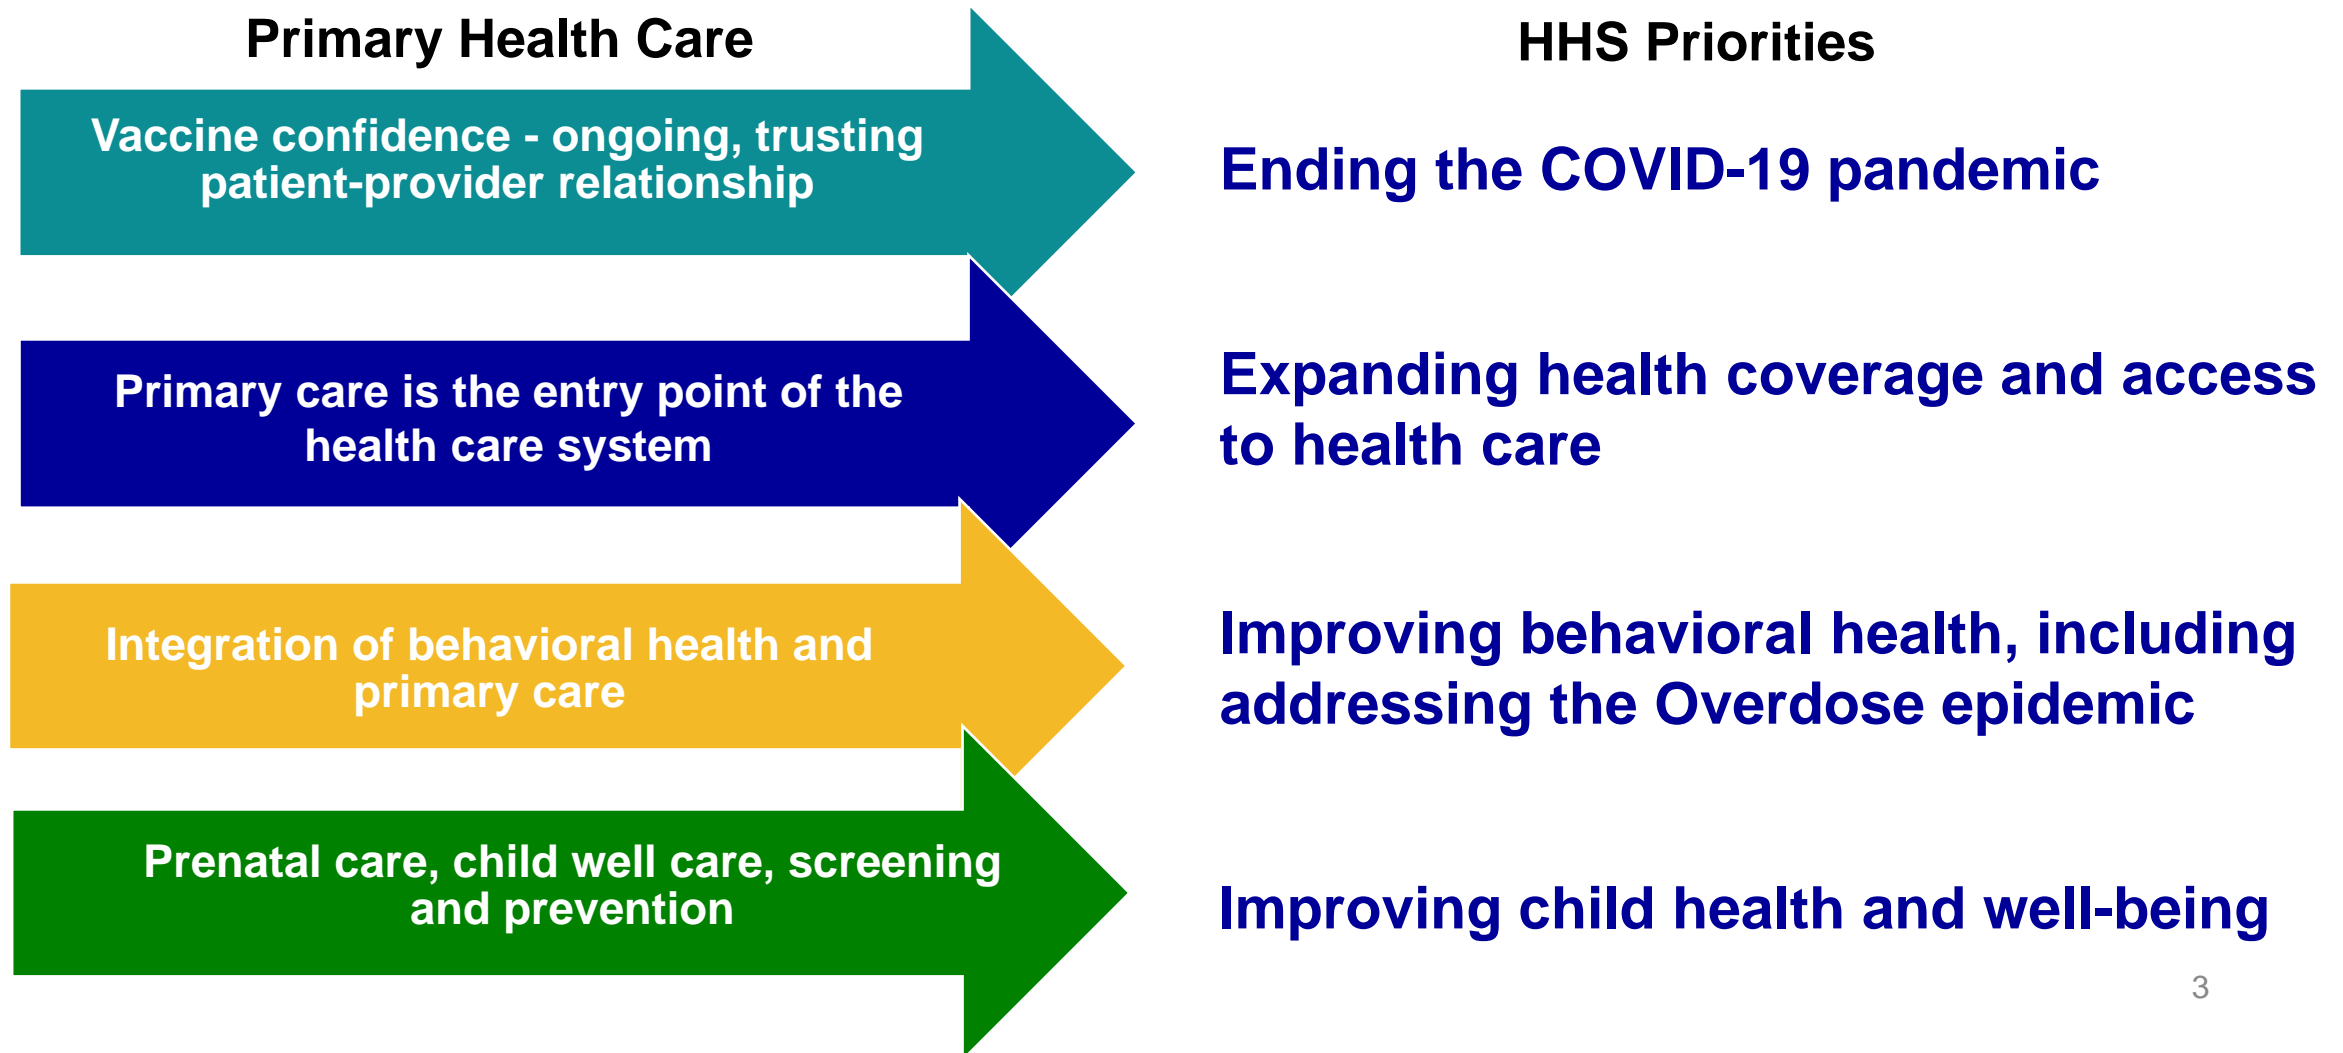 Primary Health Care
HHS Priorities
Vaccine confidence - ongoing, trusting
patient-provider relationship
Ending the COVID-19 pandemic
Primary care is the entry point of the
health care system
Expanding health coverage and access
to health care
Integration of behavioral health and
primary care
Improving behavioral health, including
addressing the Overdose epidemic
Prenatal care, child well care, screening
and prevention
Improving child health and well-being
3